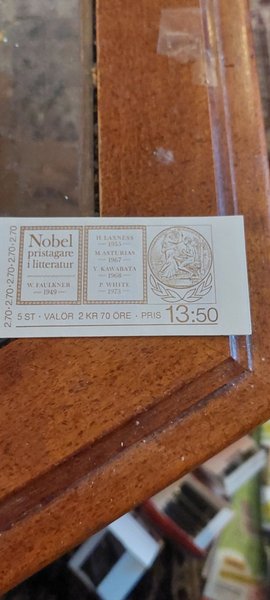 2.70·2.70·2.70·2.70·2.70
Nobel
pristagare
i litteratur
W. FAULKNER
—1949—
H. LAXNESS
—1955—
M. ASTURIAS
—1967—
Y. KAWABATA
—1968—
P. WHITE
—1973—
5 ST · VALÖR 2 KR 70 ÖRE · PRIS 13:50